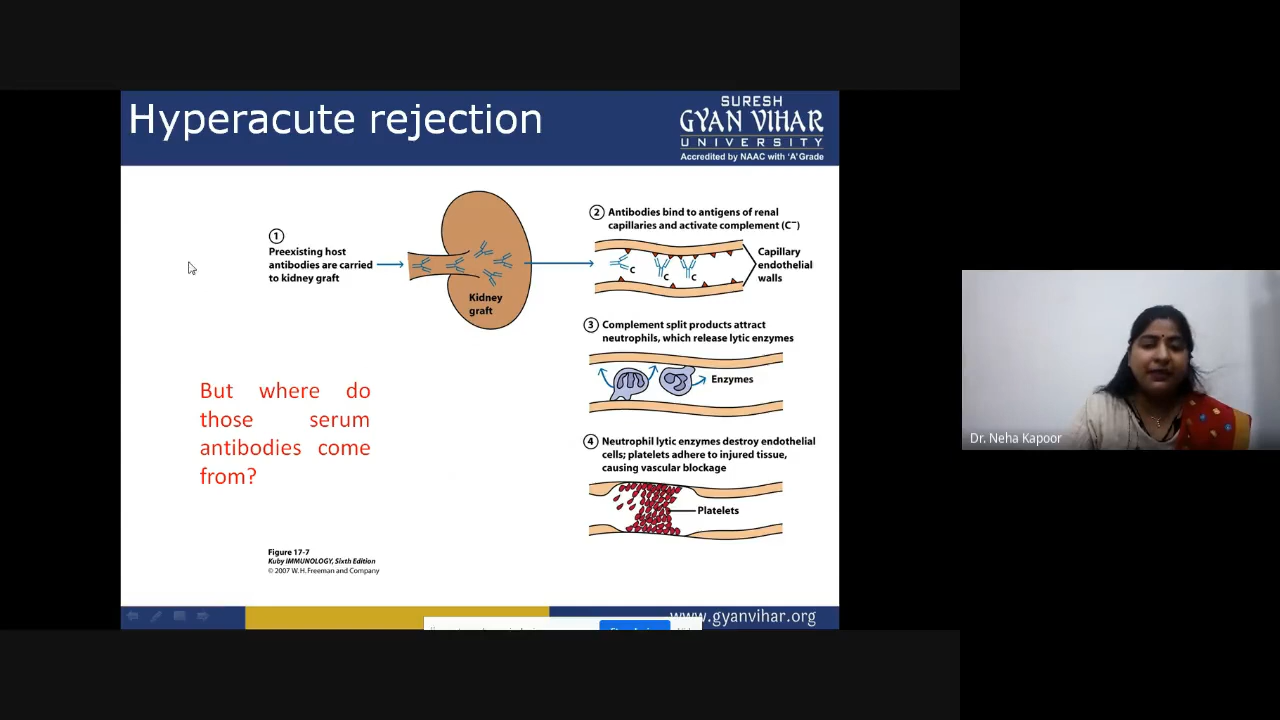 Hyperacute rejection
SURESH
GYAN VIHAR
UNIVERSITY
Accredited by NAAC with 'A' Grade
1
Preexisting host
antibodies are carried
to kidney graft
Kidney
graft
2 Antibodies bind to antigens of renal
capillaries and activate complement (C⁻)
C
C
C
Capillary
endothelial
walls
3 Complement split products attract
neutrophils, which release lytic enzymes
Enzymes
4 Neutrophil lytic enzymes destroy endothelial
cells; platelets adhere to injured tissue,
causing vascular blockage
Platelets
But where do
those serum
antibodies come
from?
Figure 17-7
Kuby IMMUNOLOGY, Sixth Edition
© 2007 W. H. Freeman and Company
www.gyanvihar.org
Dr. Neha Kapoor